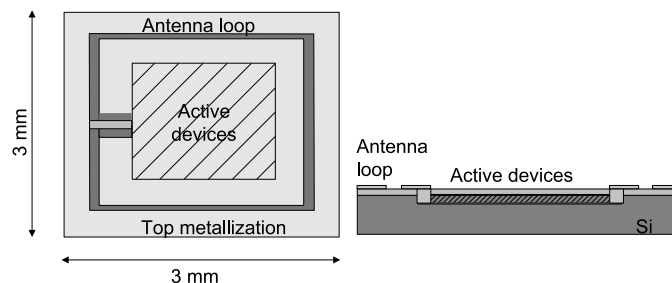 Antenna loop
3 mm
Active
devices
Top metallization
3 mm
Antenna
loop
Active devices
Si